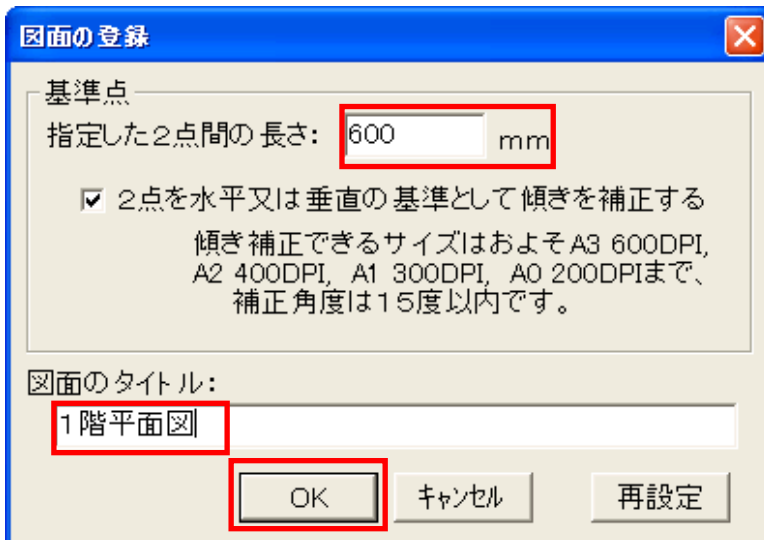 図面の登録
基準点
指定した２点間の長さ: 600 mm
２点を水平又は垂直の基準として傾きを補正する
傾き補正できるサイズはおよそA3 600DPI,
A2 400DPI, A1 300DPI, A0 200DPIまで、
補正角度は１５度以内です。
図面のタイトル:
１階平面図
OK キャンセル 再設定